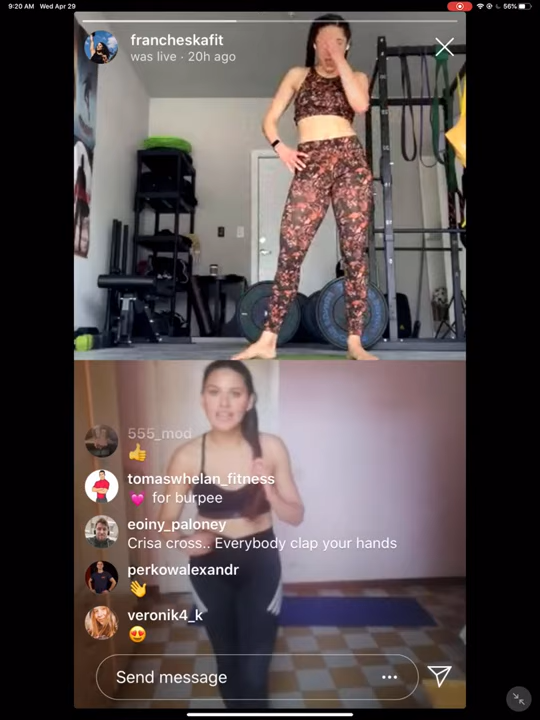 9:20 AM Wed Apr 29
56%
francheskafit
was live · 20h ago
555_mod
👍
tomaswhelan_fitness
💗 for burpee
eoiny_paloney
Crisa cross.. Everybody clap your hands
perkowalexandr
👋
veronik4_k
😍
Send message